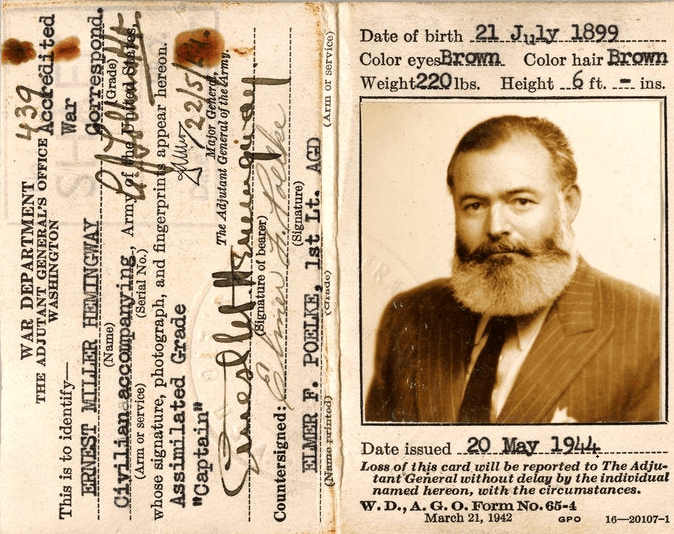 WAR DEPARTMENT
THE ADJUTANT GENERAL'S OFFICE
WASHINGTON
439
Accredited
War
Correspond.
(Grade)
This is to identify—
ERNEST MILLER HEMINGWAY
(Name)
Civilian accompanying, Army of the United States.
(Arm or service) (Serial No.)
whose signature, photograph, and fingerprints appear hereon.
Assimilated Grade
"Captain"
22/5/44
Major General,
The Adjutant General of the Army.
Ernest M Hemingway
(Signature of bearer)
Countersigned: Elmer F. Poelke
(Signature)
ELMER F. POELKE, 1st Lt. AGD
(Name printed) (Grade) (Arm or service)
Date of birth 21 July 1899
Color eyes Brown Color hair Brown
Weight 220 lbs. Height 6 ft. - ins.
Date issued 20 May 1944
Loss of this card will be reported to The Adju-
tant General without delay by the individual
named hereon, with the circumstances.
W. D., A. G. O. Form No. 65-4
March 21, 1942 GPO 16—20107-1